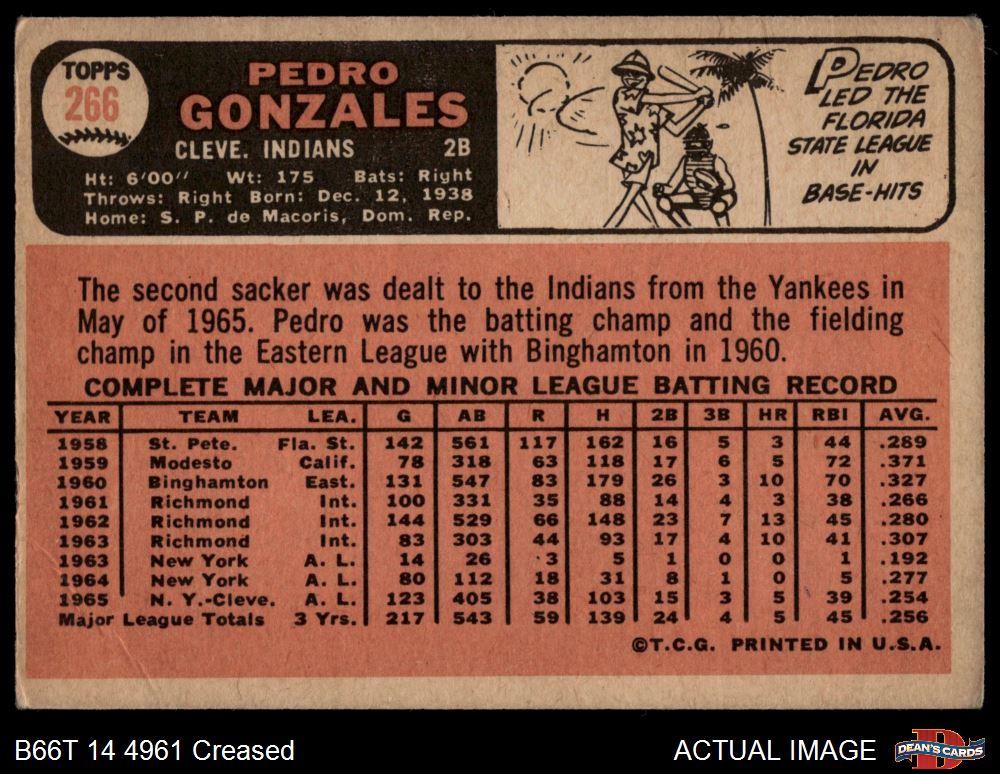 TOPPS
266
PEDRO
GONZALES
CLEVE. INDIANS 2B
Ht: 6'00" Wt: 175 Bats: Right
Throws: Right Born: Dec. 12, 1938
Home: S. P. de Macoris, Dom. Rep.
PEDRO
LED THE
FLORIDA
STATE LEAGUE
IN
BASE-HITS
The second sacker was dealt to the Indians from the Yankees in
May of 1965. Pedro was the batting champ and the fielding
champ in the Eastern League with Binghamton in 1960.
COMPLETE MAJOR AND MINOR LEAGUE BATTING RECORD
YEAR TEAM LEA. G AB R H 2B 3B HR RBI AVG.
1958 St. Pete. Fla. St. 142 561 117 162 16 5 3 44 .289
1959 Modesto Calif. 78 318 63 118 17 6 5 72 .371
1960 Binghamton East. 131 547 83 179 26 3 10 70 .327
1961 Richmond Int. 100 331 35 88 14 4 3 38 .266
1962 Richmond Int. 144 529 66 148 23 7 13 45 .280
1963 Richmond Int. 83 303 44 93 17 4 10 41 .307
1963 New York A. L. 14 26 3 5 1 0 0 1 .192
1964 New York A. L. 80 112 18 31 8 1 0 5 .277
1965 N. Y.-Cleve. A. L. 123 405 38 103 15 3 5 39 .254
Major League Totals 3 Yrs. 217 543 59 139 24 4 5 45 .256
©T.C.G. PRINTED IN U.S.A.
B66T 14 4961 Creased
ACTUAL IMAGE
DEAN'S CARDS